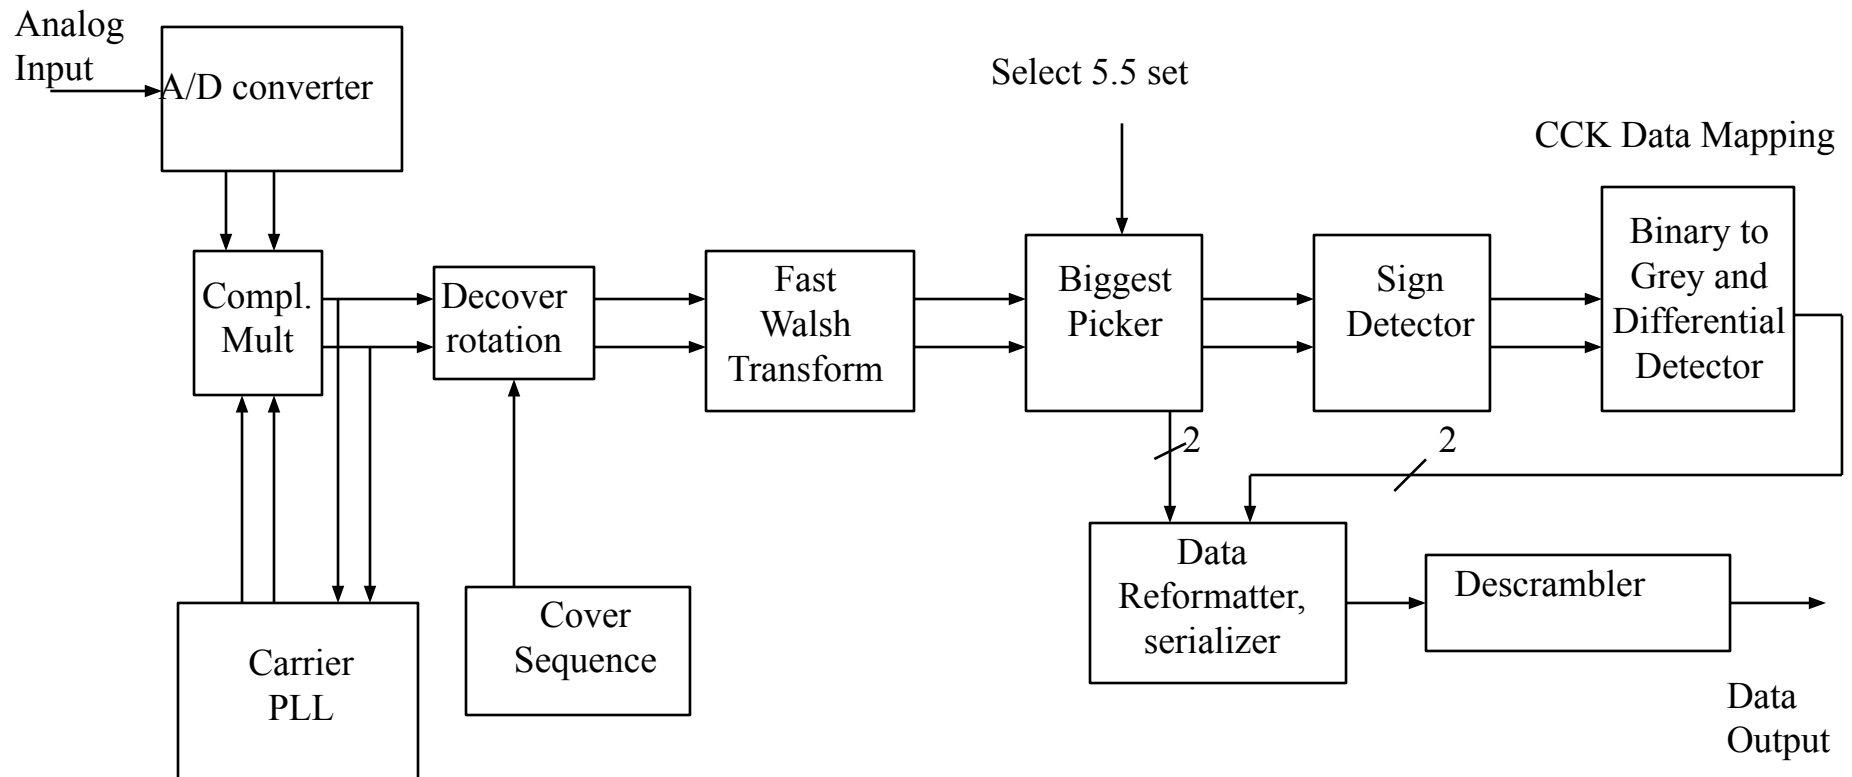 Analog
Input
A/D converter
Select 5.5 set
CCK Data Mapping
Compl.
Mult
Decover
rotation
Fast
Walsh
Transform
Biggest
Picker
Sign
Detector
Binary to
Grey and
Differential
Detector
2
2
Data
Reformatter,
serializer
Descrambler
Cover
Sequence
Carrier
PLL
Data
Output